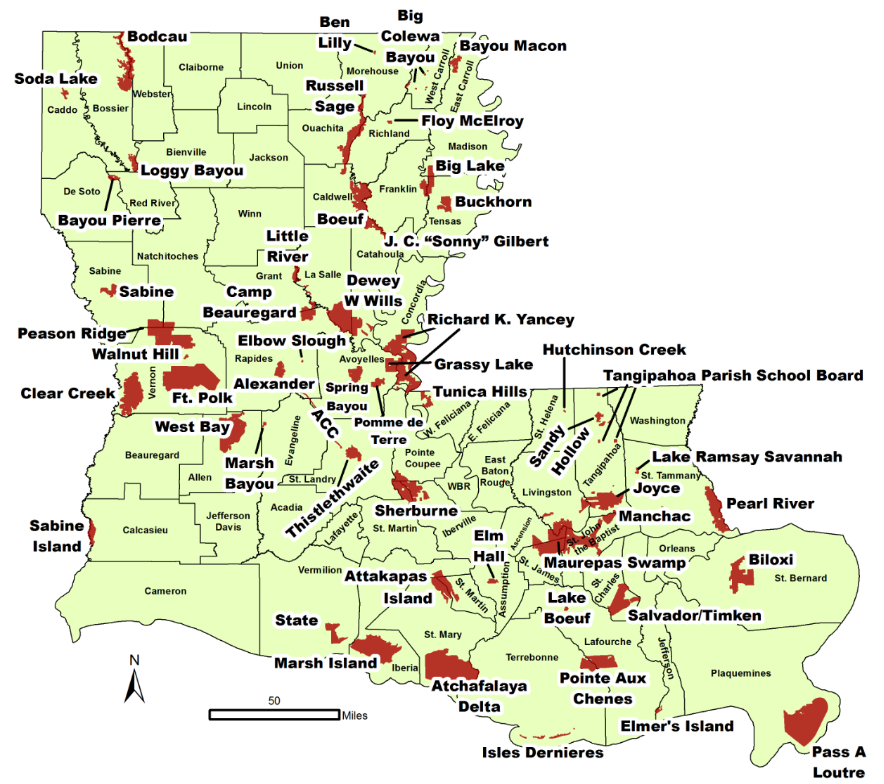 Ben
Lilly
Big
Colewa
Bayou
Bodcau
Bayou Macon
Soda Lake
Claiborne
Union
Morehouse
West Carroll
East Carroll
Russell
Sage
Webster
Caddo
Bossier
Lincoln
Ouachita
Richland
Floy McElroy
Madison
Bienville
Jackson
Loggy Bayou
Big Lake
De Soto
Red River
Caldwell
Franklin
Buckhorn
Bayou Pierre
Winn
Boeuf
Tensas
J. C. “Sonny” Gilbert
Little
River
Natchitoches
Catahoula
Sabine
Grant
La Salle
Dewey
W Wills
Concordia
Sabine
Camp
Beauregard
Richard K. Yancey
Peason Ridge
Elbow Slough
Hutchinson Creek
Walnut Hill
Rapides
Avoyelles
Grassy Lake
Tangipahoa Parish School Board
Vernon
Clear Creek
Ft. Polk
Alexander
Spring
Bayou
Tunica Hills
ACC
Pomme de
Terre
W. Feliciana
E. Feliciana
St. Helena
Sandy
Hollow
Tangipahoa
Washington
West Bay
Evangeline
Beauregard
Allen
Marsh
Bayou
Pointe
Coupee
East
Baton
Rouge
Lake Ramsay Savannah
St. Tammany
St. Landry
Thistlethwaite
WBR
Livingston
Joyce
Pearl River
Sherburne
Manchac
Sabine
Island
Calcasieu
Jefferson
Davis
Acadia
Lafayette
St. Martin
Iberville
Ascension
St. John
the Baptist
Elm
Hall
Orleans
Maurepas Swamp
Biloxi
St. Bernard
Cameron
Vermilion
Attakapas
Island
St. Martin
Assumption
St. James
St.
Charles
Lake
Boeuf
Salvador/Timken
State
St. Mary
Lafourche
Jefferson
Marsh Island
Iberia
Terrebonne
Plaquemines
N
Atchafalaya
Delta
Pointe Aux
Chenes
50
Miles
Elmer's Island
Isles Dernieres
Pass A
Loutre